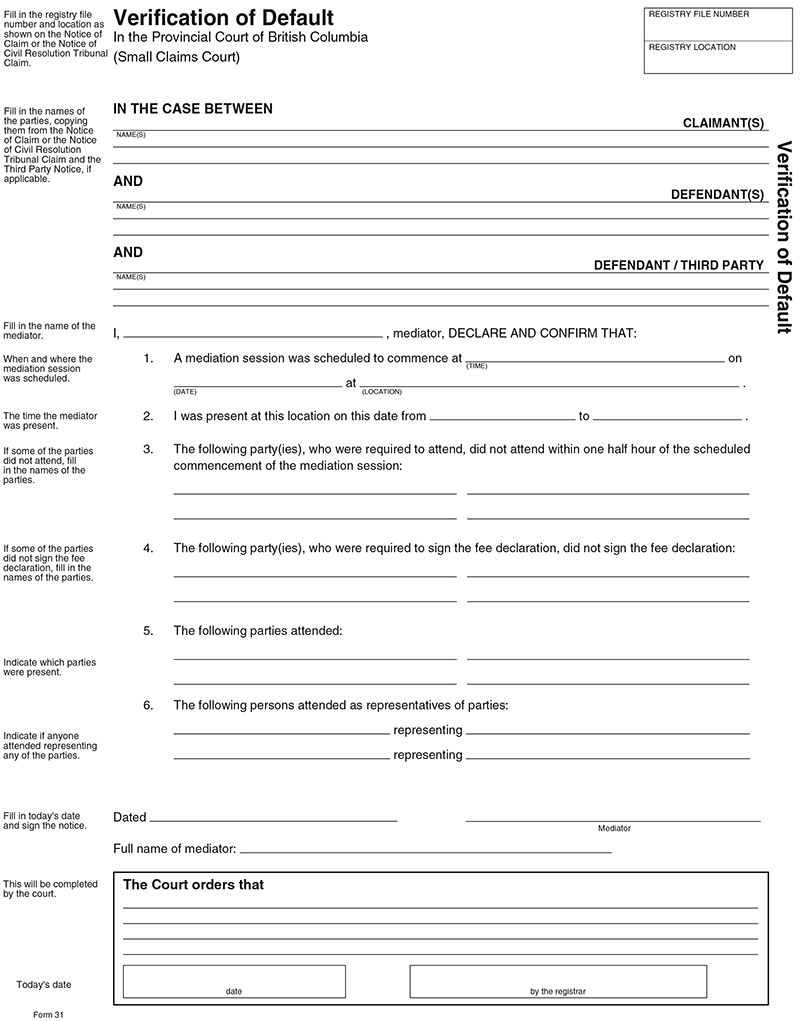 Fill in the registry file
number and location as
shown on the Notice of
Claim or the Notice of
Civil Resolution Tribunal
Claim.
Verification of Default
In the Provincial Court of British Columbia
(Small Claims Court)
REGISTRY FILE NUMBER
REGISTRY LOCATION
Fill in the names of
the parties, copying
them from the Notice
of Claim or the Notice
of Civil Resolution
Tribunal Claim and the
Third Party Notice, if
applicable.
IN THE CASE BETWEEN
CLAIMANT(S)
NAME(S)
AND
DEFENDANT(S)
NAME(S)
AND
DEFENDANT / THIRD PARTY
NAME(S)
Verification of Default
Fill in the name of the
mediator.
I, , mediator, DECLARE AND CONFIRM THAT:
When and where the
mediation session
was scheduled.
1. A mediation session was scheduled to commence at on
(TIME)
at .
(DATE) (LOCATION)
The time the mediator
was present.
2. I was present at this location on this date from to .
If some of the parties
did not attend, fill
in the names of the
parties.
3. The following party(ies), who were required to attend, did not attend within one half hour of the scheduled
commencement of the mediation session:
If some of the parties
did not sign the fee
declaration, fill in the
names of the parties.
4. The following party(ies), who were required to sign the fee declaration, did not sign the fee declaration:
5. The following parties attended:
Indicate which parties
were present.
6. The following persons attended as representatives of parties:
Indicate if anyone
attended representing
any of the parties.
representing
representing
Fill in today's date
and sign the notice.
Dated
Mediator
Full name of mediator:
This will be completed
by the court.
The Court orders that
Today's date
date
by the registrar
Form 31